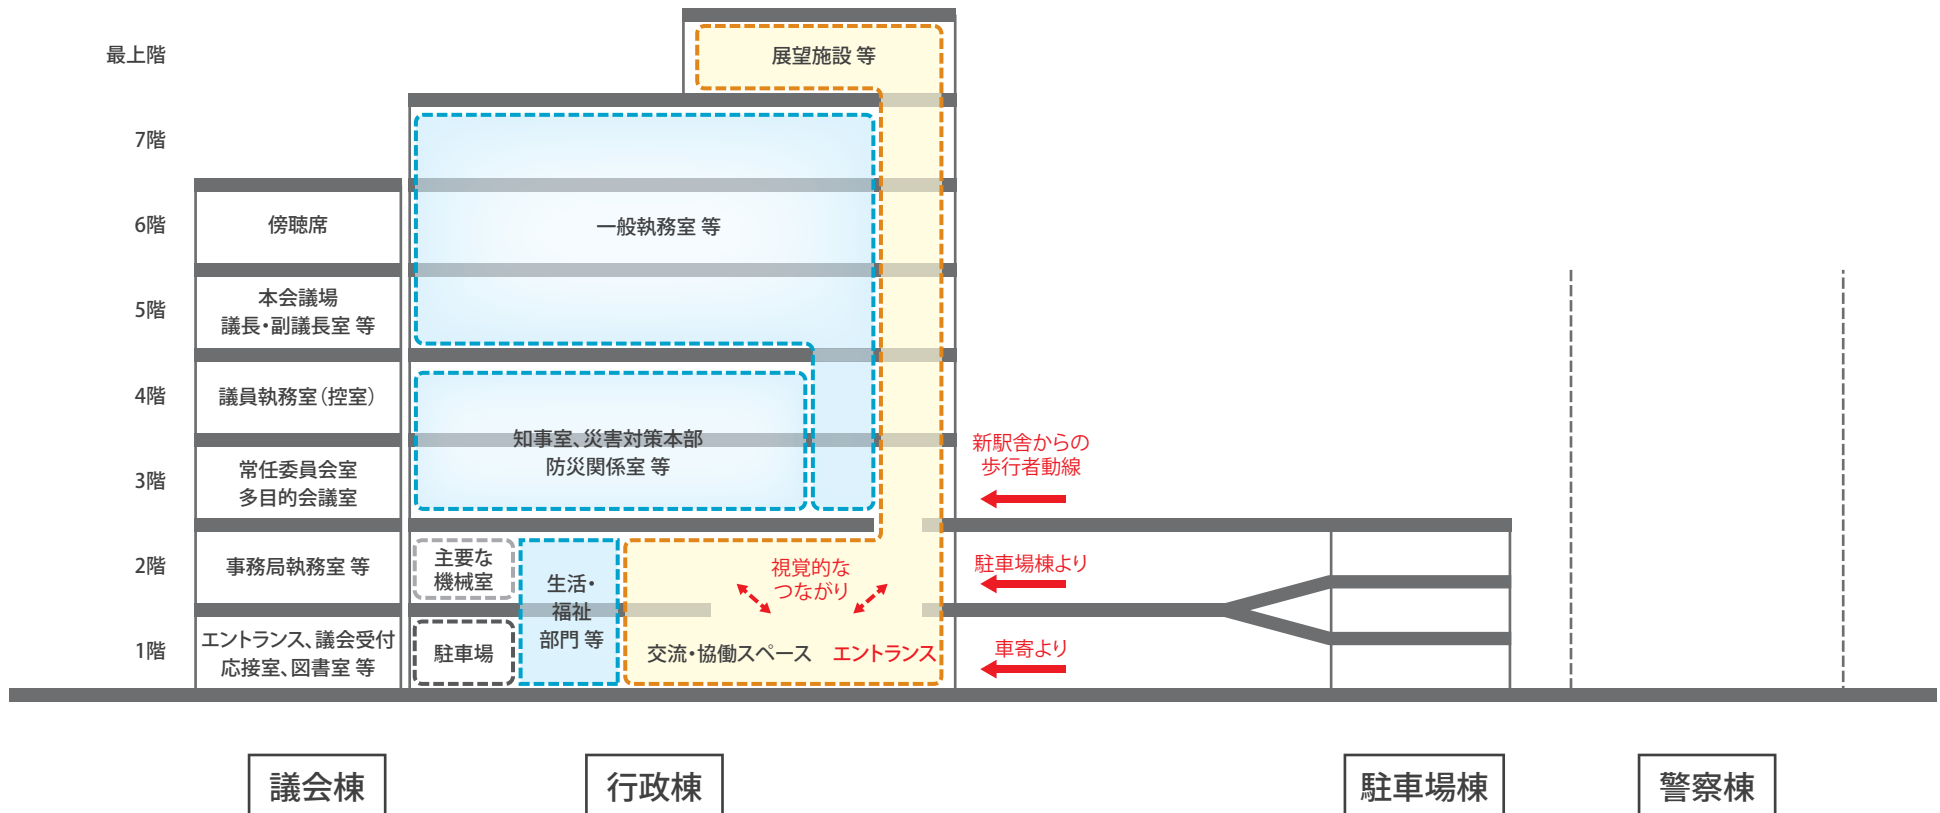 最上階
展望施設 等
7階
6階
傍聴席
一般執務室 等
5階
本会議場
議長・副議長室 等
4階
議員執務室（控室）
知事室、災害対策本部
防災関係室 等
3階
常任委員会室
多目的会議室
新駅舎からの
歩行者動線
2階
事務局執務室 等
主要な
機械室
生活・
福祉
部門 等
視覚的な
つながり
駐車場棟より
1階
エントランス、議会受付
応接室、図書室 等
駐車場
交流・協働スペース
エントランス
車寄より
議会棟
行政棟
駐車場棟
警察棟